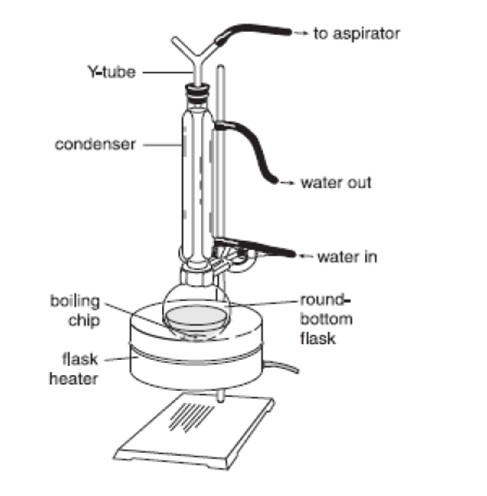 to aspirator
Y-tube
condenser
water out
water in
boiling
chip
round-
bottom
flask
flask
heater